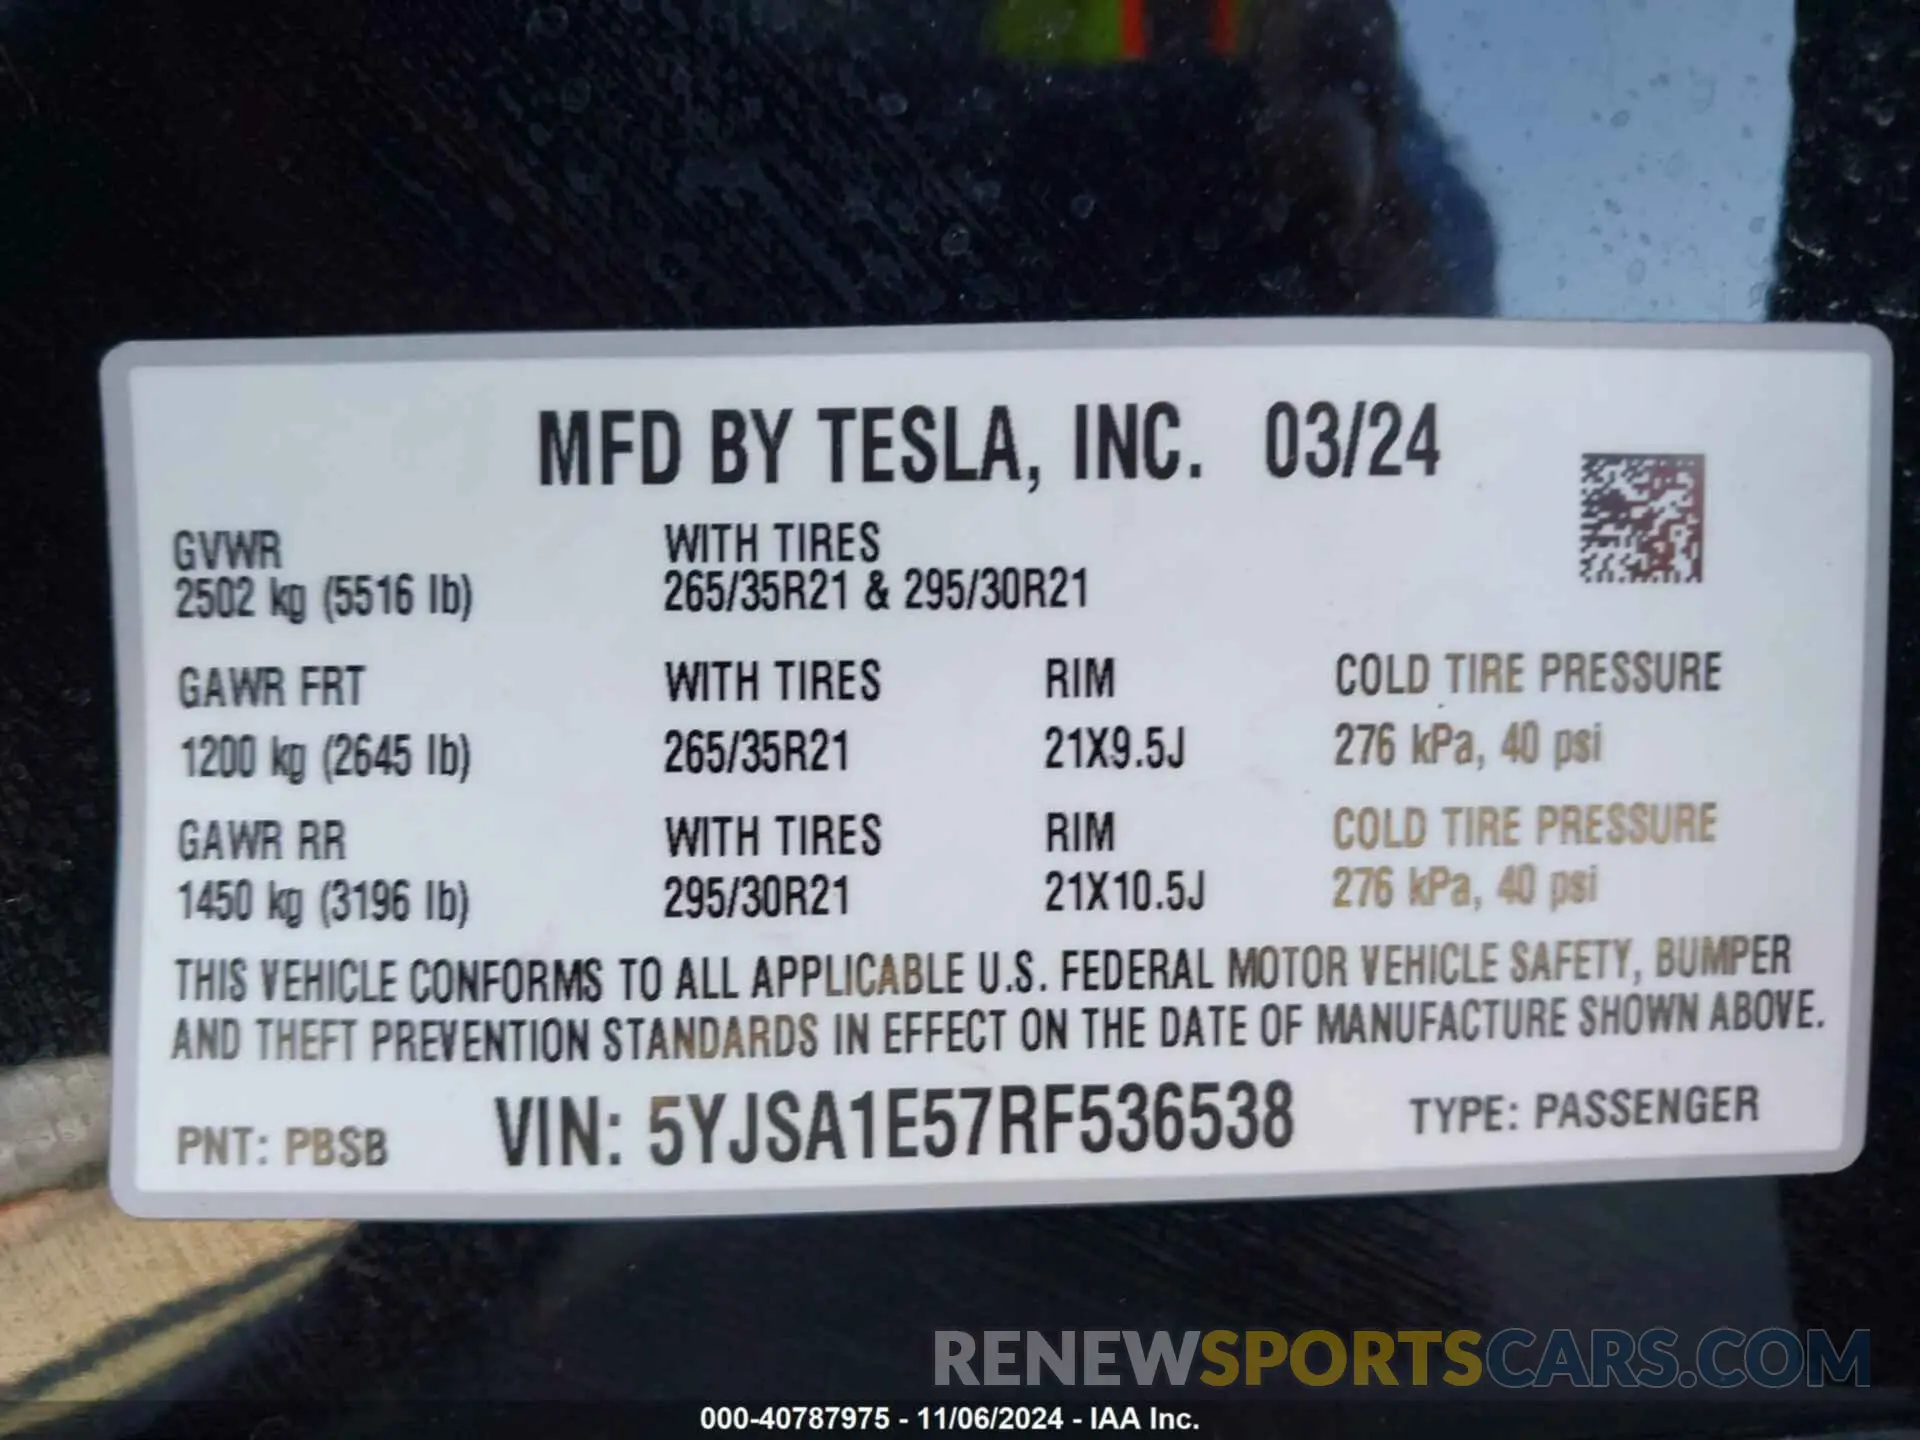 MFD BY TESLA, INC. 03/24
GVWR WITH TIRES
2502 kg (5516 lb) 265/35R21 & 295/30R21
GAWR FRT WITH TIRES RIM COLD TIRE PRESSURE
1200 kg (2645 lb) 265/35R21 21X9.5J 276 kPa, 40 psi
GAWR RR WITH TIRES RIM COLD TIRE PRESSURE
1450 kg (3196 lb) 295/30R21 21X10.5J 276 kPa, 40 psi
THIS VEHICLE CONFORMS TO ALL APPLICABLE U.S. FEDERAL MOTOR VEHICLE SAFETY, BUMPER
AND THEFT PREVENTION STANDARDS IN EFFECT ON THE DATE OF MANUFACTURE SHOWN ABOVE.
PNT: PBSB VIN: 5YJSA1E57RF536538 TYPE: PASSENGER
RENEWSPORTSCARS.COM
000-40787975 - 11/06/2024 - IAA Inc.